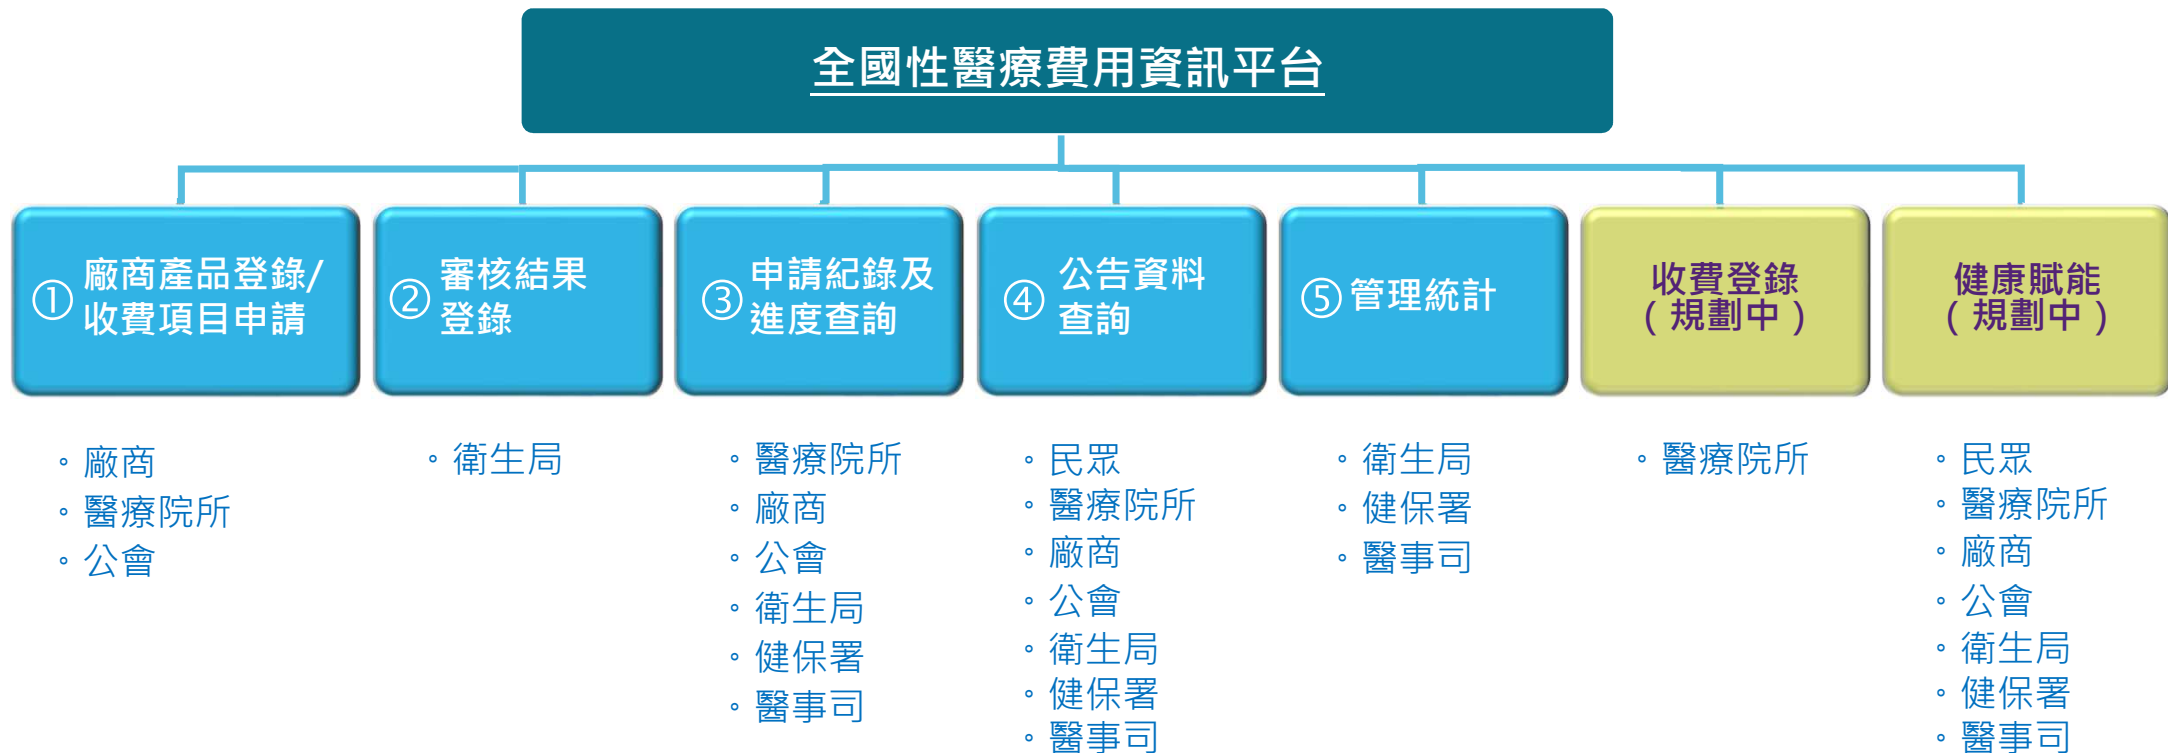 全國性醫療費用資訊平台
① 廠商產品登錄/
收費項目申請
② 審核結果
登錄
③ 申請紀錄及
進度查詢
④ 公告資料
查詢
⑤ 管理統計
收費登錄
(規劃中)
健康賦能
(規劃中)
。廠商
。醫療院所
。公會
。衛生局
。醫療院所
。廠商
。公會
。衛生局
。健保署
。醫事司
。民眾
。醫療院所
。廠商
。公會
。衛生局
。健保署
。醫事司
。衛生局
。健保署
。醫事司
。醫療院所
。民眾
。醫療院所
。廠商
。公會
。衛生局
。健保署
。醫事司